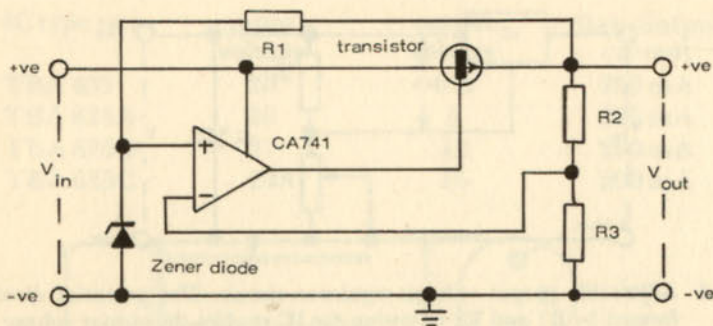 R1
transistor
+ve
+ve
CA741
R2
+
−
V in
V out
R3
Zener diode
-ve
-ve